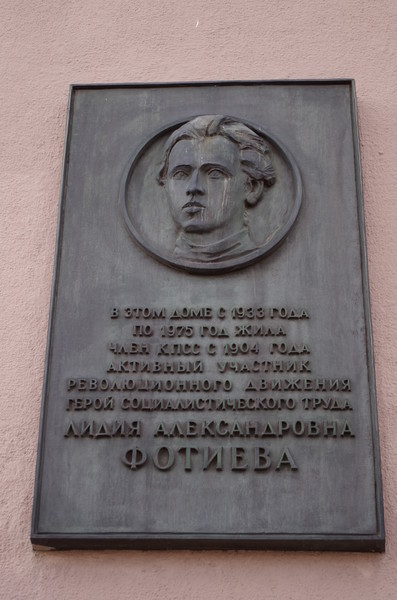 В ЭТОМ ДОМЕ С 1933 ГОДА
ПО 1975 ГОД ЖИЛА
ЧЛЕН КПСС С 1904 ГОДА
АКТИВНЫЙ УЧАСТНИК
РЕВОЛЮЦИОННОГО ДВИЖЕНИЯ
ГЕРОЙ СОЦИАЛИСТИЧЕСКОГО ТРУДА
ЛИДИЯ АЛЕКСАНДРОВНА
ФОТИЕВА